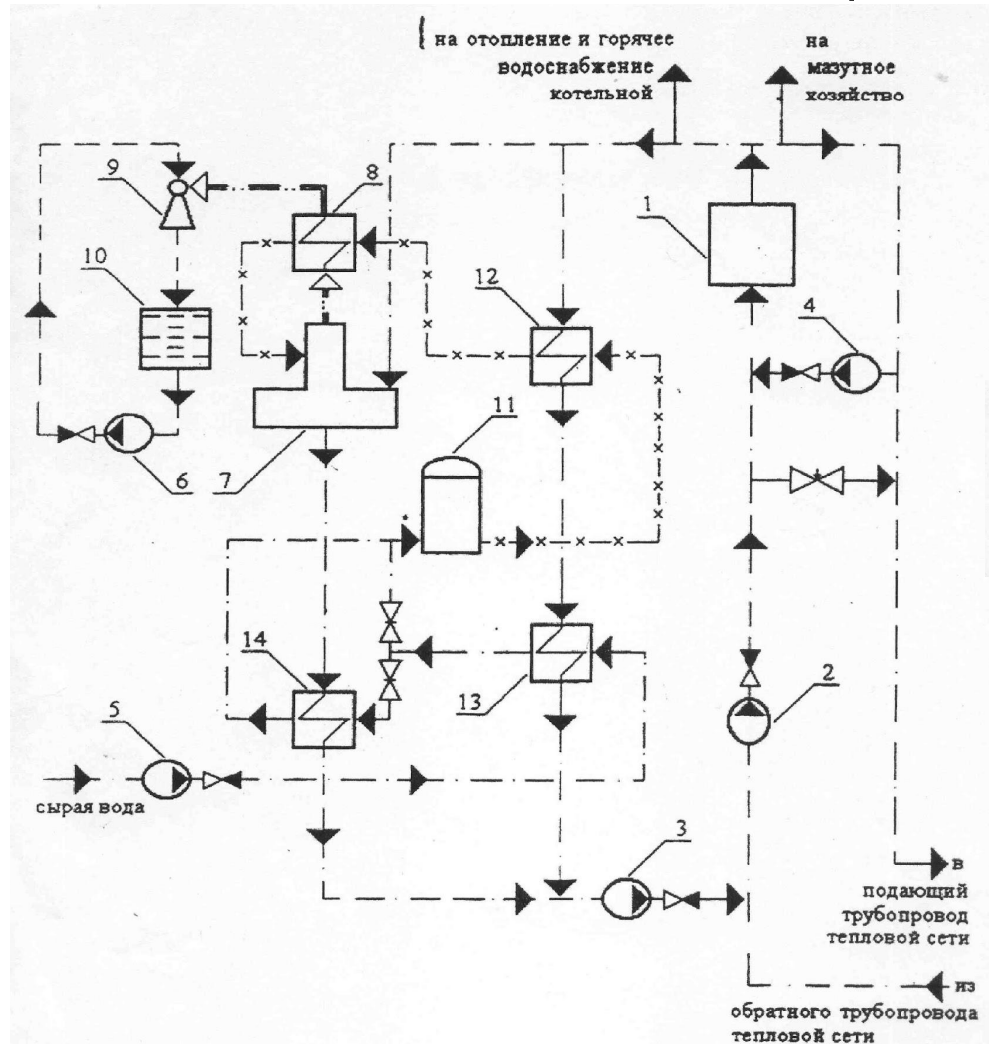 на отопление и горячее
водоснабжение
котельной
на
мазутное
хозяйство
9
8
1
10
12
4
11
6
7
14
13
2
5
сырая вода
3
в
подающий
трубопровод
тепловой сети
из
обратного трубопровода
тепловой сети